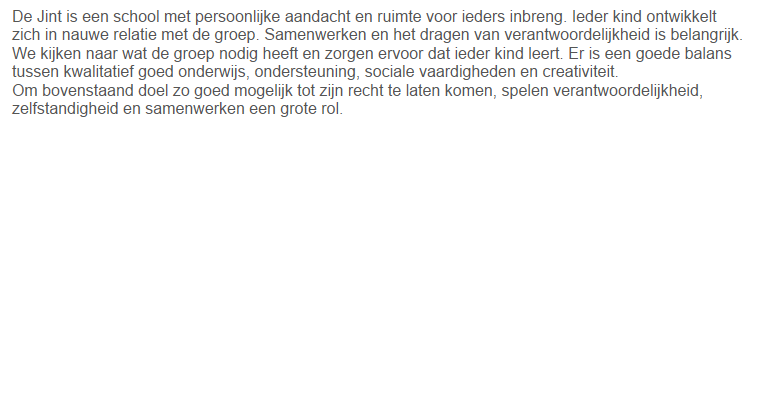 De Jint is een school met persoonlijke aandacht en ruimte voor ieders inbreng. Ieder kind ontwikkelt
zich in nauwe relatie met de groep. Samenwerken en het dragen van verantwoordelijkheid is belangrijk.
We kijken naar wat de groep nodig heeft en zorgen ervoor dat ieder kind leert. Er is een goede balans
tussen kwalitatief goed onderwijs, ondersteuning, sociale vaardigheden en creativiteit.
Om bovenstaand doel zo goed mogelijk tot zijn recht te laten komen, spelen verantwoordelijkheid,
zelfstandigheid en samenwerken een grote rol.